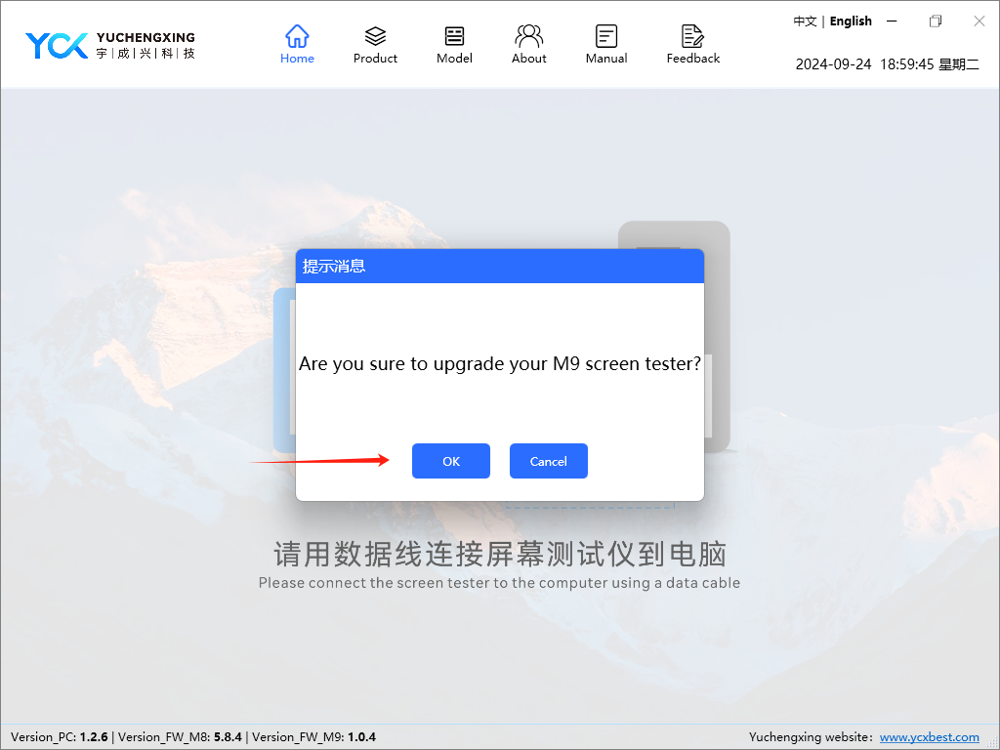 YCX YUCHENGXING
宇|成|兴|科|技
Home Product Model About Manual Feedback
中文 | English
2024-09-24 18:59:45 星期二
提示消息
Are you sure to upgrade your M9 screen tester?
OK Cancel
请用数据线连接屏幕测试仪到电脑
Please connect the screen tester to the computer using a data cable
Version_PC: 1.2.6 | Version_FW_M8: 5.8.4 | Version_FW_M9: 1.0.4
Yuchengxing website: www.ycxbest.com